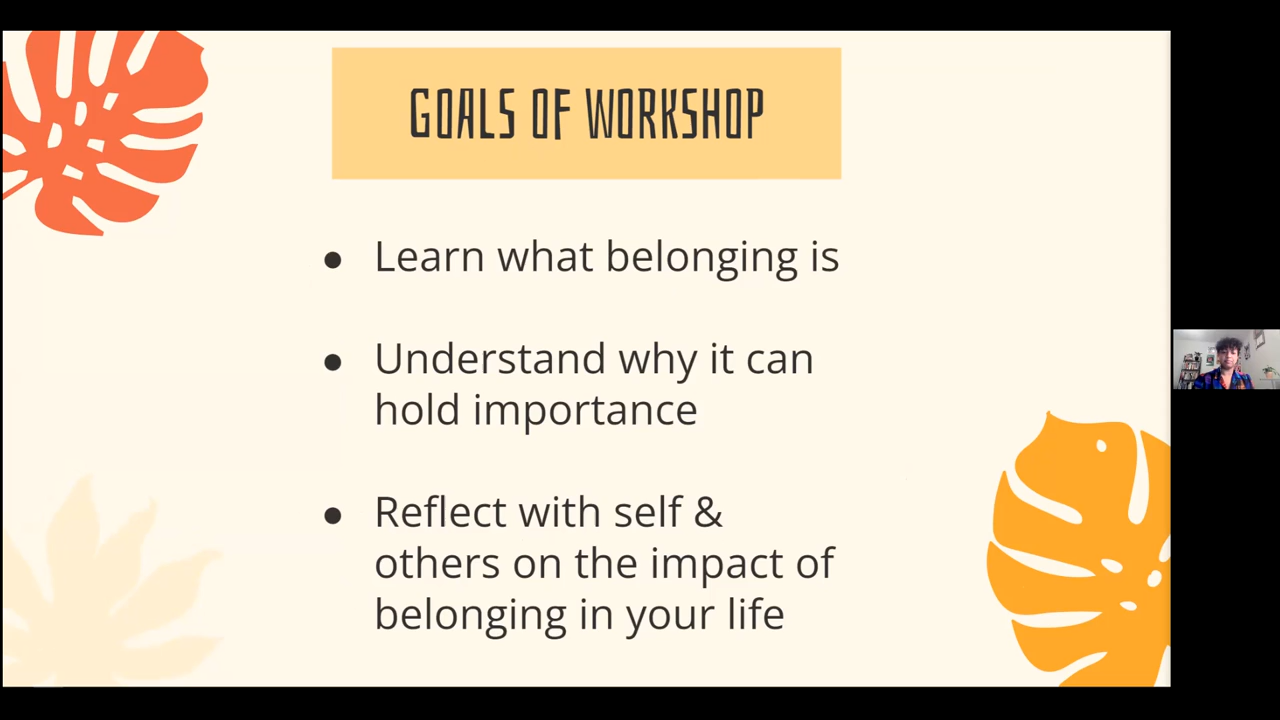 GOALS OF WORKSHOP
● Learn what belonging is
● Understand why it can
hold importance
● Reflect with self &
others on the impact of
belonging in your life